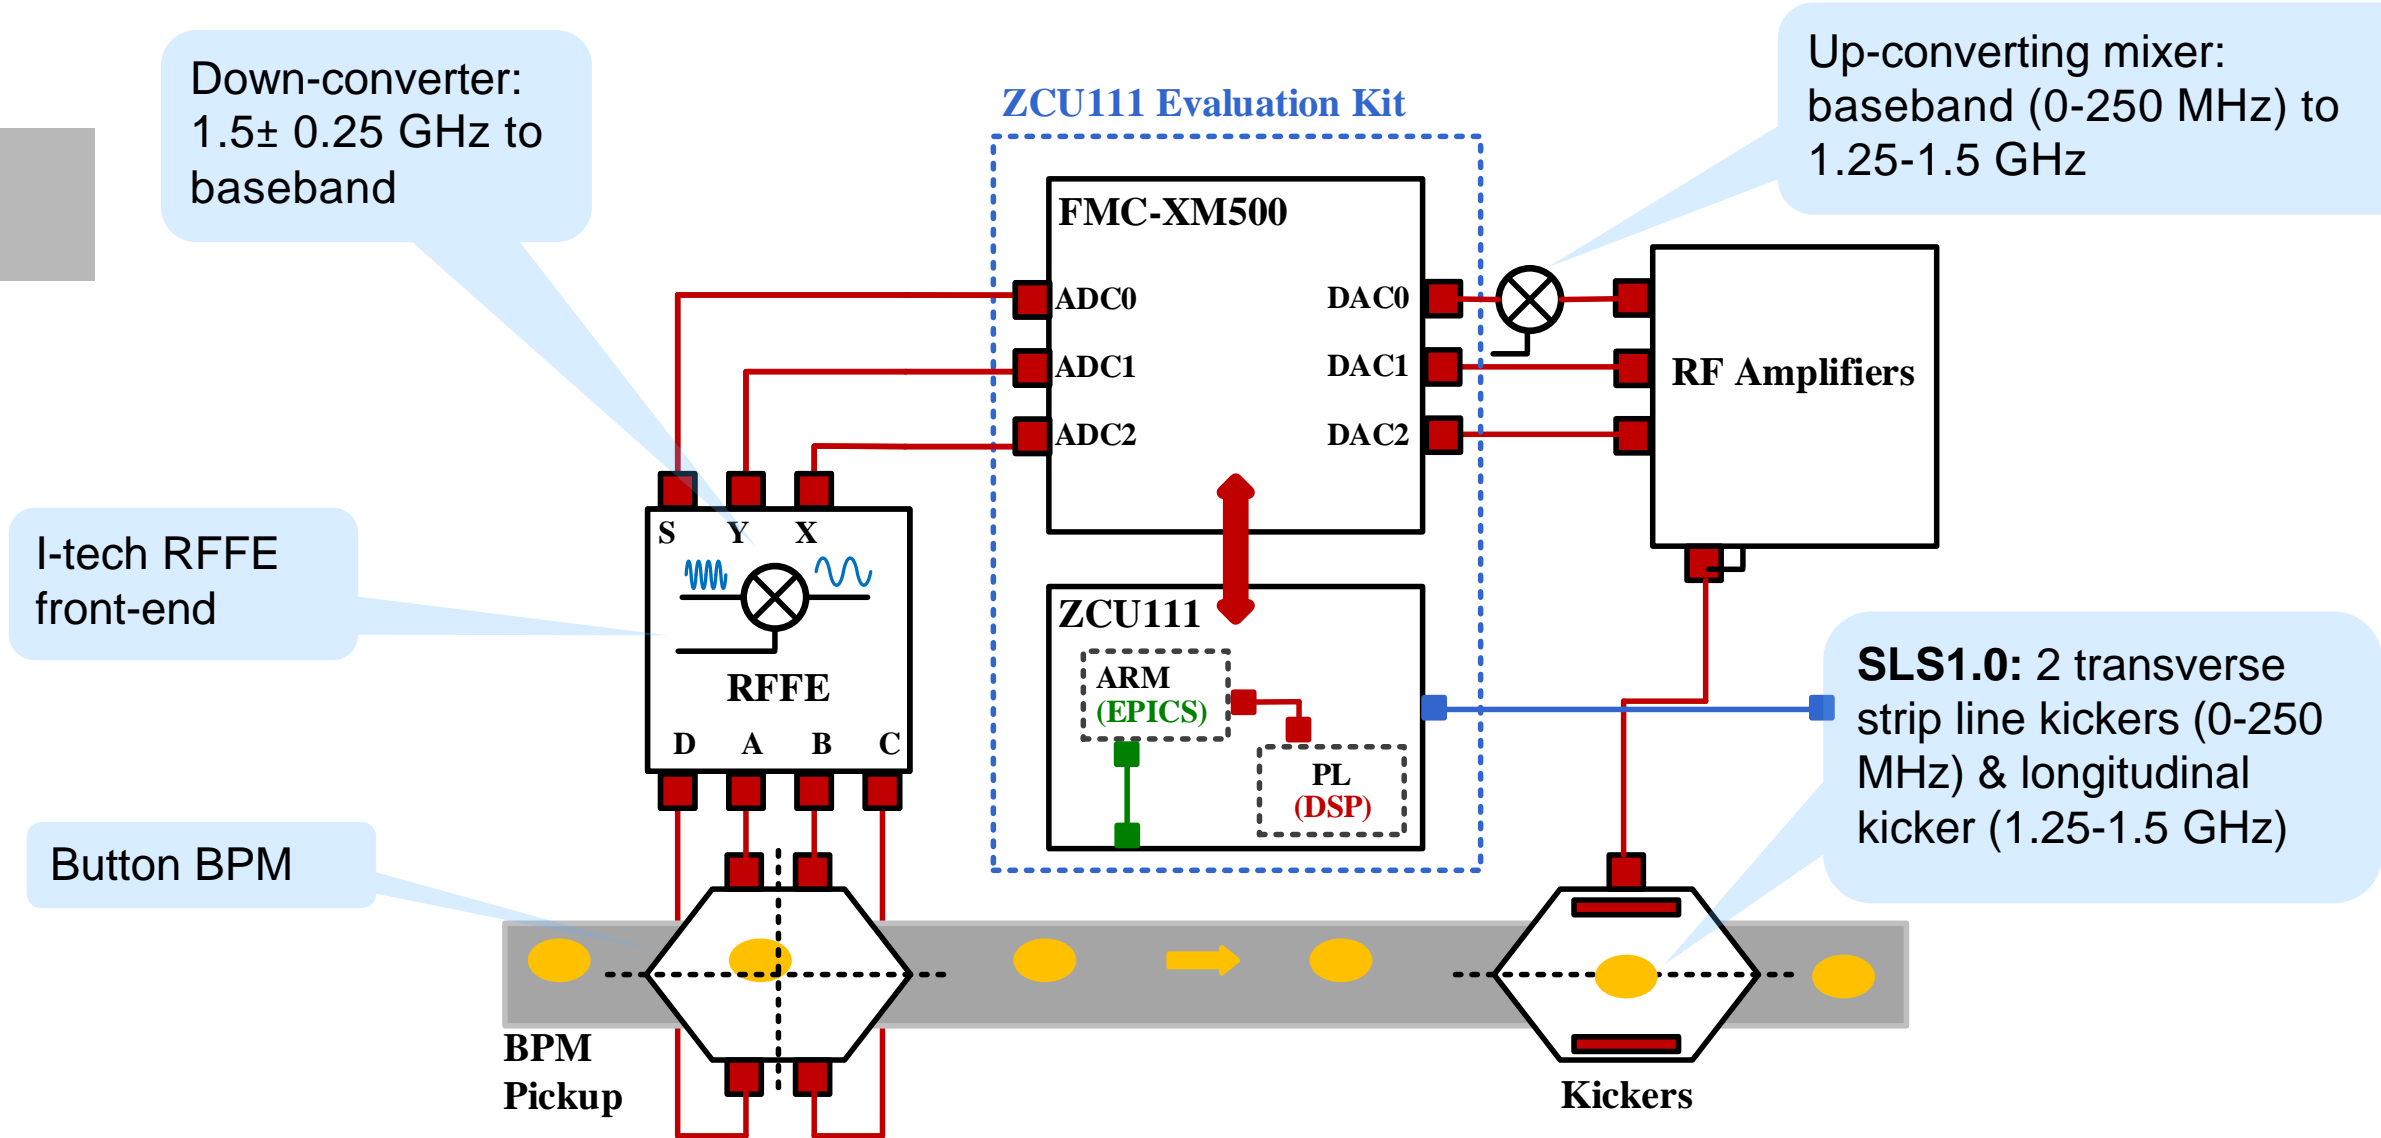 Down-converter:
1.5± 0.25 GHz to
baseband
ZCU111 Evaluation Kit
Up-converting mixer:
baseband (0-250 MHz) to
1.25-1.5 GHz
FMC-XM500
ADC0
DAC0
ADC1
DAC1
ADC2
DAC2
RF Amplifiers
I-tech RFFE
front-end
S Y X
RFFE
D A B C
ZCU111
ARM
(EPICS)
PL
(DSP)
SLS1.0: 2 transverse
strip line kickers (0-250
MHz) & longitudinal
kicker (1.25-1.5 GHz)
Button BPM
BPM
Pickup
Kickers